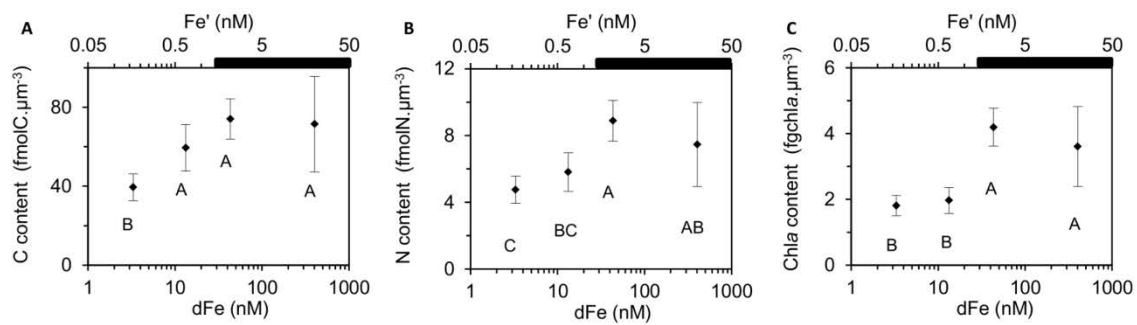 A
Fe' (nM)
0.05 0.5 5 50
C content (fmolC.µm⁻³)
80
40
0
B
A
A
A
1 10 100 1000
dFe (nM)
B
Fe' (nM)
0.05 0.5 5 50
N content (fmolN.µm⁻³)
12
8
4
0
C
BC
A
AB
1 10 100 1000
dFe (nM)
C
Fe' (nM)
0.05 0.5 5 50
Chla content (fgchla.µm⁻³)
6
4
2
0
B
B
A
A
1 10 100 1000
dFe (nM)